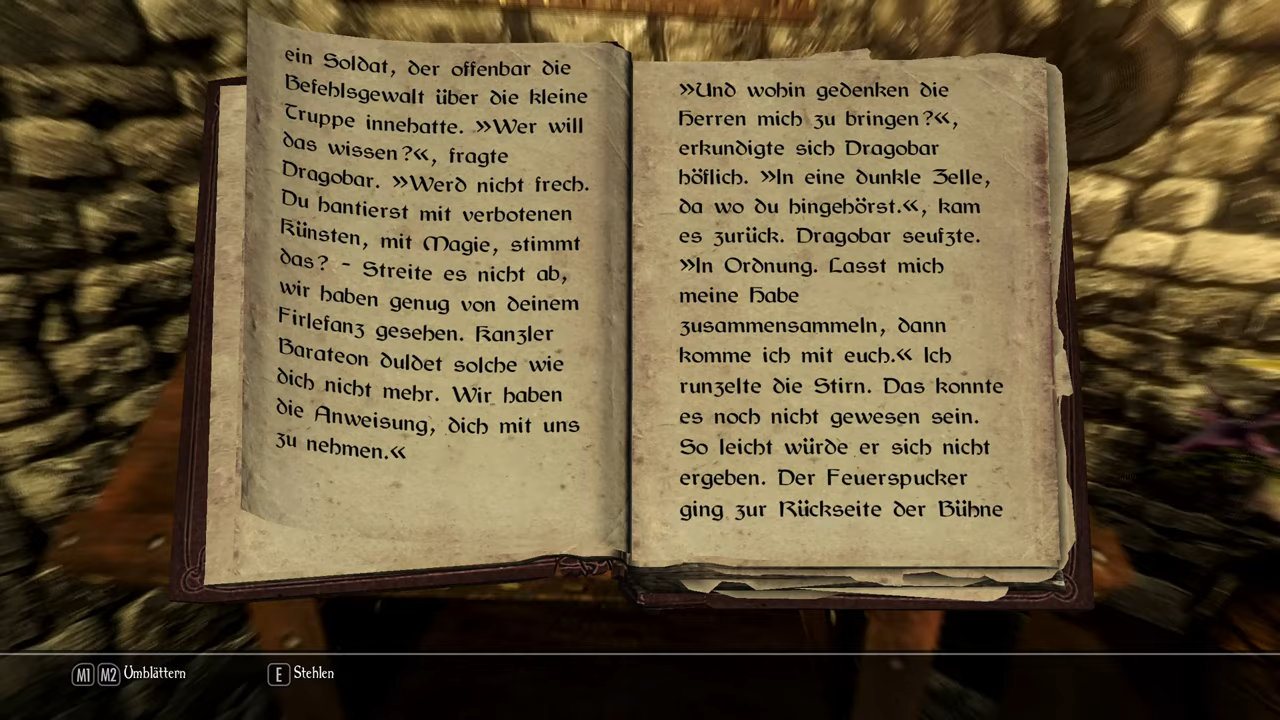 ein Soldat, der offenbar die
Befehlsgewalt über die kleine
Truppe innehatte. »Wer will
das wissen?«, fragte
Dragobar. »Werd nicht frech.
Du hantierst mit verbotenen
Künsten, mit Magie, stimmt
das? - Streite es nicht ab,
wir haben genug von deinem
Firlefanz gesehen. Kanzler
Barateon duldet solche wie
dich nicht mehr. Wir haben
die Anweisung, dich mit uns
zu nehmen.«
»Und wohin gedenken die
Herren mich zu bringen?«,
erkundigte sich Dragobar
höflich. »In eine dunkle Zelle,
da wo du hingehörst.«, kam
es zurück. Dragobar seufzte.
»In Ordnung. Lasst mich
meine Habe
zusammensammeln, dann
komme ich mit euch.« Ich
runzelte die Stirn. Das konnte
es noch nicht gewesen sein.
So leicht würde er sich nicht
ergeben. Der Feuerspucker
ging zur Rückseite der Bühne
M1 M2 Umblättern
E Stehlen